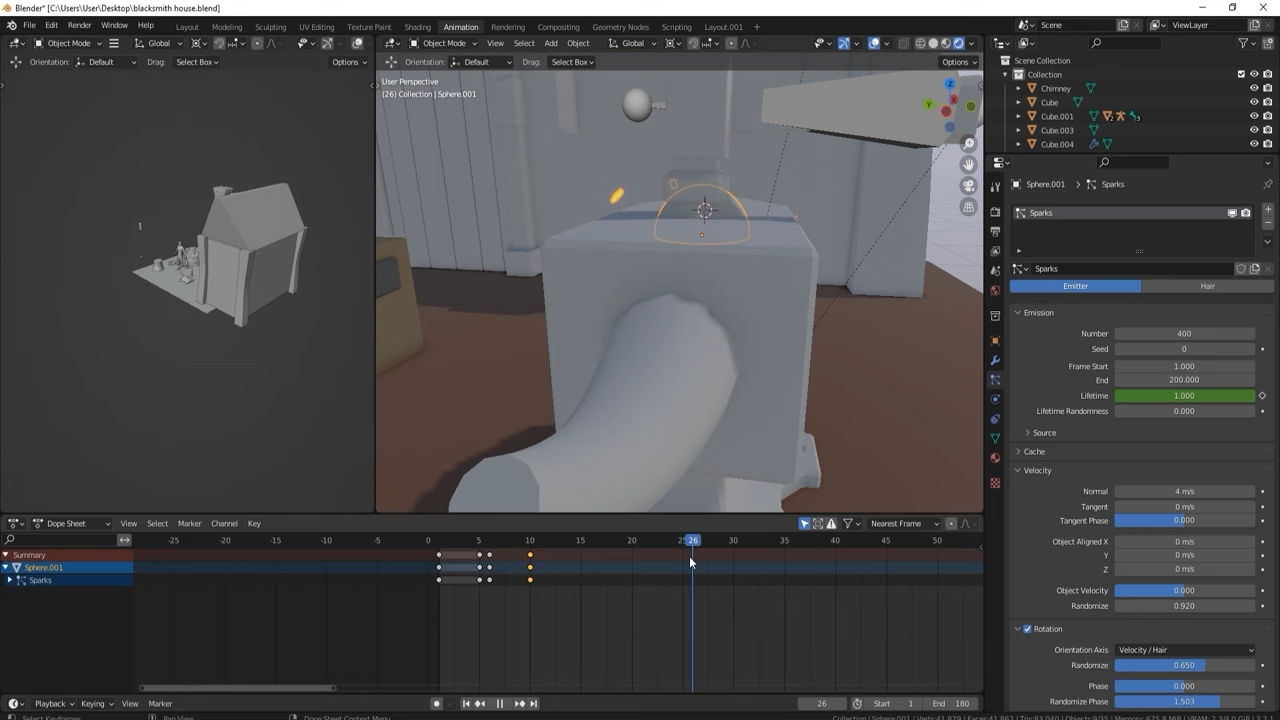 Blender* [C:\Users\User\Desktop\blacksmith house.blend]
File Edit Render Window Help Layout Modeling Sculpting UV Editing Texture Paint Shading Animation Rendering Compositing Geometry Nodes Scripting Layout.001 + Scene ViewLayer
Object Mode Global Object Mode View Select Add Object Global
Orientation: Default Drag: Select Box Options Orientation: Default Drag: Select Box Options
User Perspective
(26) Collection | Sphere.001
Z
Y
X
Scene Collection
Collection
Chimney
Cube
Cube.001 2 3
Cube.003
Cube.004
Sphere.001 > Sparks
Sparks
Sparks
Emitter Hair
Emission
Number 400
Seed 0
Frame Start 1.000
End 200.000
Lifetime 1.000
Lifetime Randomness 0.000
Source
Cache
Velocity
Normal 4 m/s
Tangent 0 m/s
Tangent Phase 0.000
Object Aligned X 0 m/s
Y 0 m/s
Z 0 m/s
Object Velocity 0.000
Randomize 0.920
Rotation
Orientation Axis Velocity / Hair
Randomize 0.650
Phase 0.000
Randomize Phase 1.503
Dope Sheet View Select Marker Channel Key Nearest Frame
-25 -20 -15 -10 -5 0 5 10 15 20 25 26 30 35 40 45 50
Summary
Sphere.001
Sparks
Playback Keying View Marker 26 Start 1 End 180